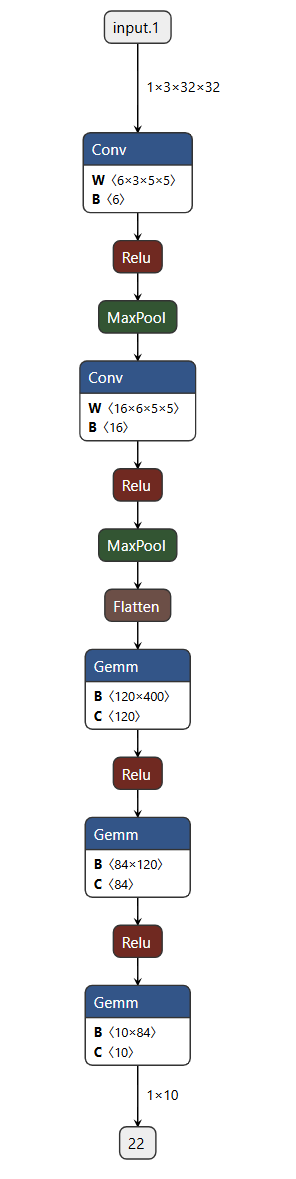 input.1
1×3×32×32
Conv
W〈6×3×5×5〉
B〈6〉
Relu
MaxPool
Conv
W〈16×6×5×5〉
B〈16〉
Relu
MaxPool
Flatten
Gemm
B〈120×400〉
C〈120〉
Relu
Gemm
B〈84×120〉
C〈84〉
Relu
Gemm
B〈10×84〉
C〈10〉
1×10
22